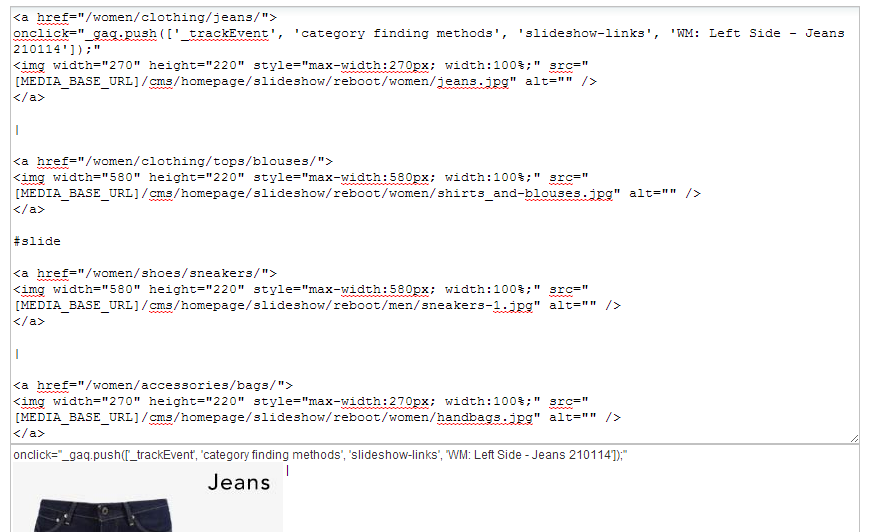 <a href="/women/clothing/jeans/">
onclick="_gaq.push(['_trackEvent', 'category finding methods', 'slideshow-links', 'WM: Left Side - Jeans
210114']);"
<img width="270" height="220" style="max-width:270px; width:100%;" src="
[MEDIA_BASE_URL]/cms/homepage/slideshow/reboot/women/jeans.jpg" alt="" />
</a>
|
<a href="/women/clothing/tops/blouses/">
<img width="580" height="220" style="max-width:580px; width:100%;" src="
[MEDIA_BASE_URL]/cms/homepage/slideshow/reboot/women/shirts_and-blouses.jpg" alt="" />
</a>
#slide
<a href="/women/shoes/sneakers/">
<img width="580" height="220" style="max-width:580px; width:100%;" src="
[MEDIA_BASE_URL]/cms/homepage/slideshow/reboot/men/sneakers-1.jpg" alt="" />
</a>
|
<a href="/women/accessories/bags/">
<img width="270" height="220" style="max-width:270px; width:100%;" src="
[MEDIA_BASE_URL]/cms/homepage/slideshow/reboot/women/handbags.jpg" alt="" />
</a>
onclick="_gaq.push(['_trackEvent', 'category finding methods', 'slideshow-links', 'WM: Left Side - Jeans 210114']);"
|
Jeans